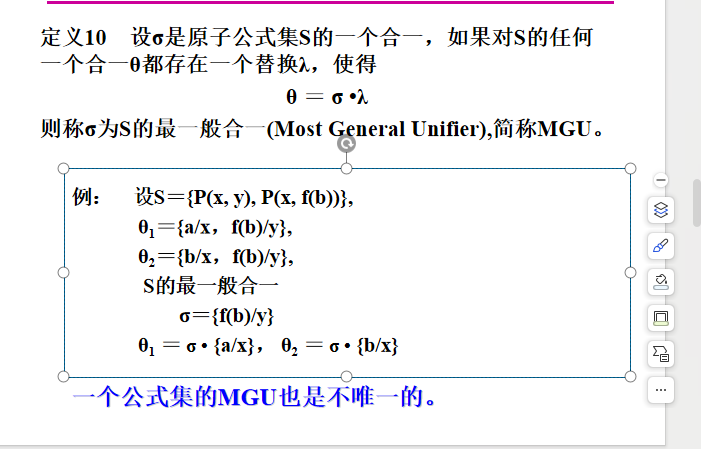 定义10 设σ是原子公式集S的一个合一，如果对S的任何
一个合一θ都存在一个替换λ，使得
θ ＝ σ •λ
则称σ为S的最一般合一(Most General Unifier),简称MGU。
例： 设S＝{P(x, y), P(x, f(b))},
θ₁＝{a/x，f(b)/y},
θ₂＝{b/x，f(b)/y},
S的最一般合一
σ＝{f(b)/y}
θ₁ ＝ σ • {a/x}， θ₂ ＝ σ • {b/x}
一个公式集的MGU也是不唯一的。